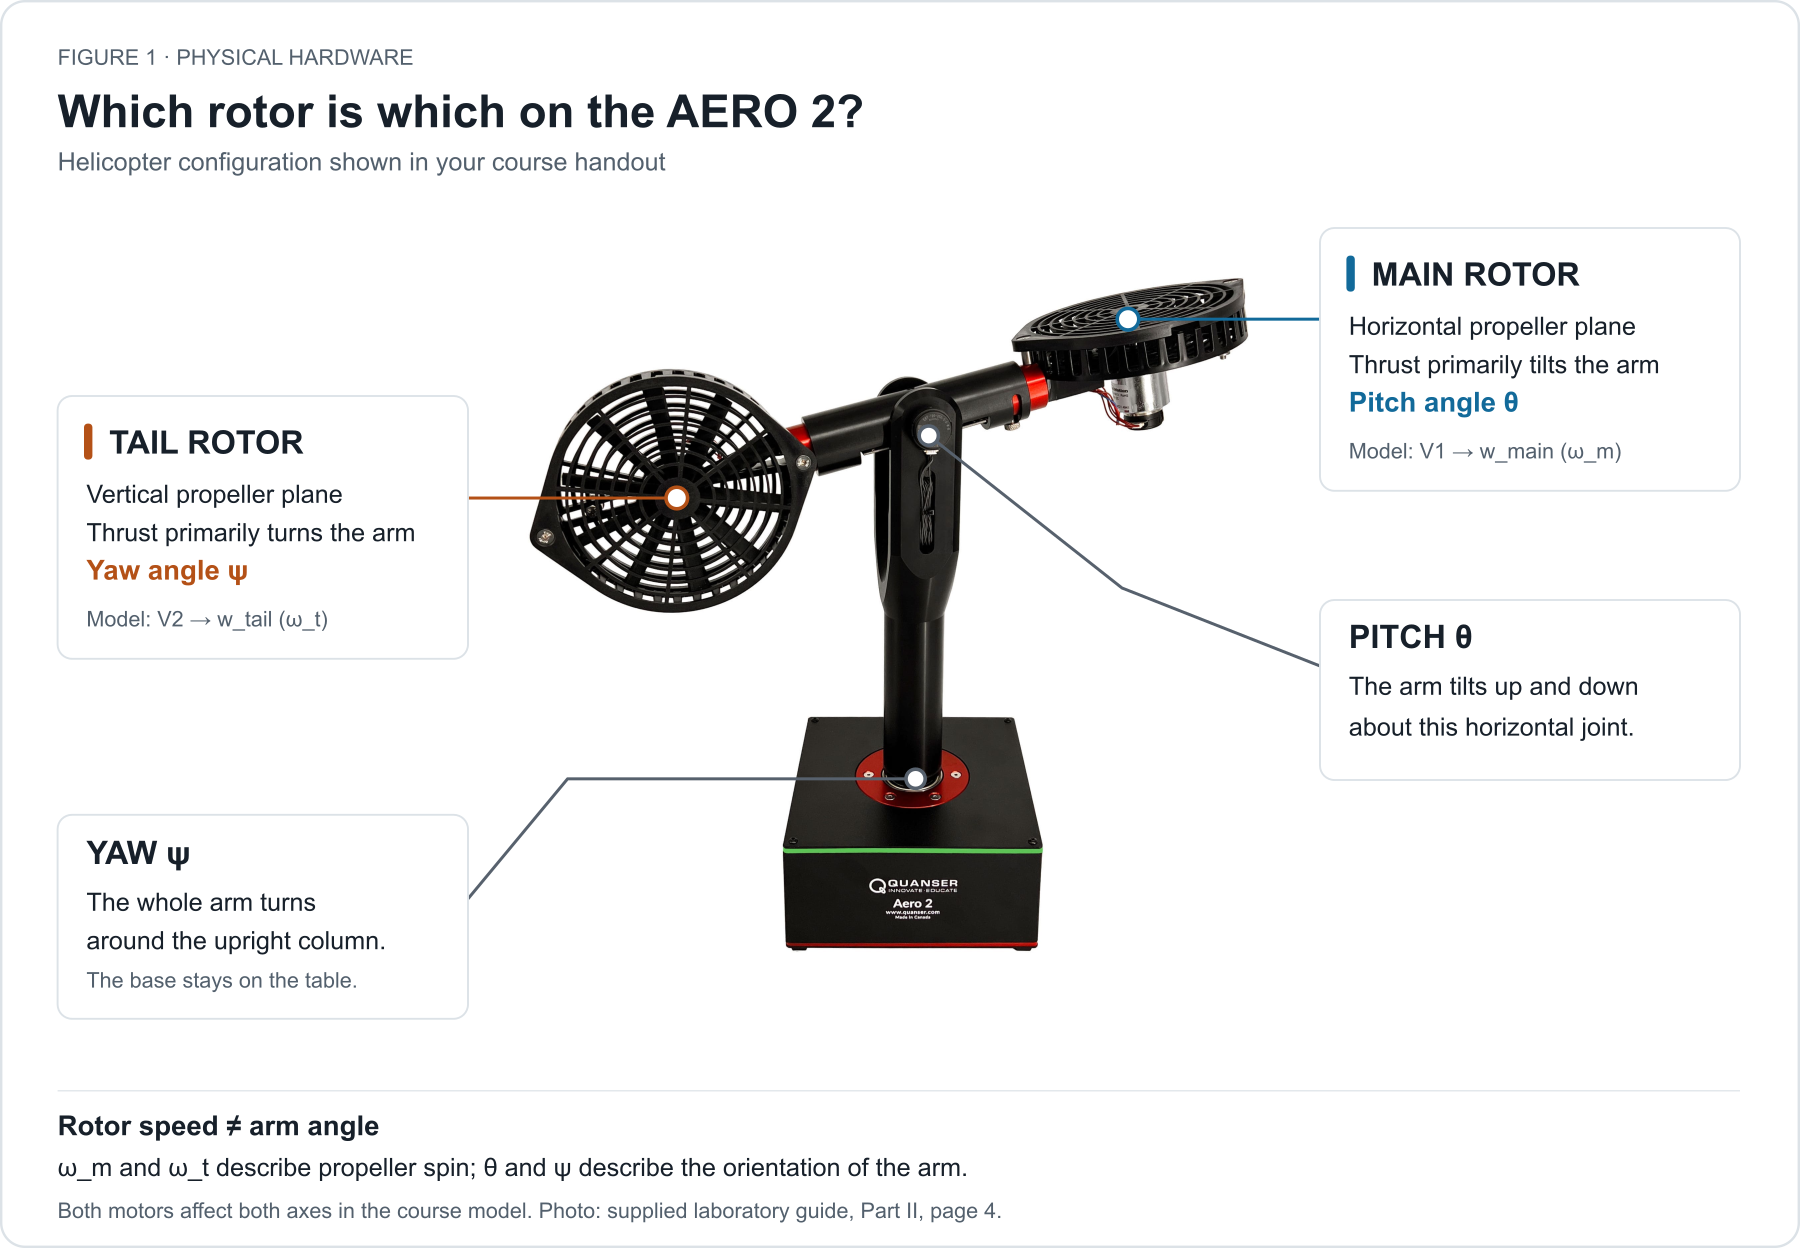 FIGURE 1 · PHYSICAL HARDWARE
Which rotor is which on the AERO 2?
Helicopter configuration shown in your course handout
MAIN ROTOR
Horizontal propeller plane
Thrust primarily tilts the arm
Pitch angle θ
Model: V1 → w_main (ω_m)
TAIL ROTOR
Vertical propeller plane
Thrust primarily turns the arm
Yaw angle ψ
Model: V2 → w_tail (ω_t)
PITCH θ
The arm tilts up and down
about this horizontal joint.
YAW ψ
The whole arm turns
around the upright column.
The base stays on the table.
QUANSER
INNOVATE·EDUCATE
Aero 2
www.quanser.com
Made in Canada
Rotor speed ≠ arm angle
ω_m and ω_t describe propeller spin; θ and ψ describe the orientation of the arm.
Both motors affect both axes in the course model. Photo: supplied laboratory guide, Part II, page 4.